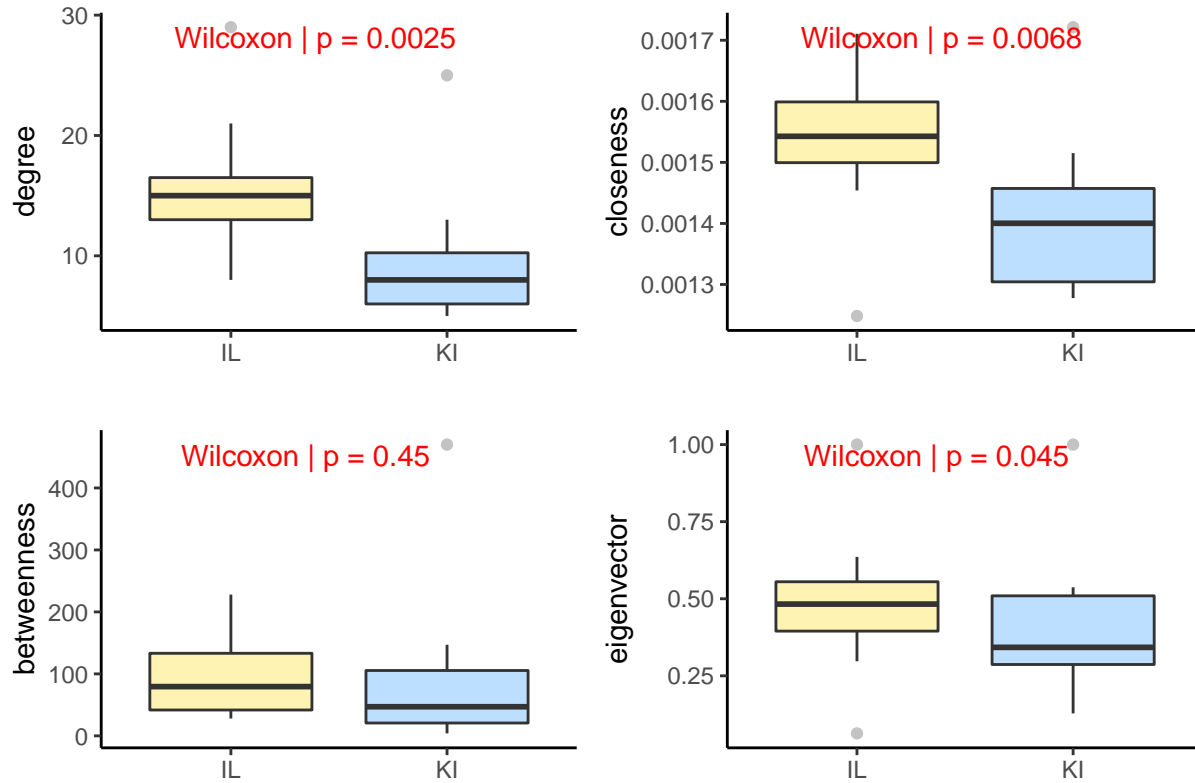 Wilcoxon | p = 0.0025
degree
30
20
10
IL
KI
Wilcoxon | p = 0.0068
closeness
0.0017
0.0016
0.0015
0.0014
0.0013
IL
KI
Wilcoxon | p = 0.45
betweenness
400
300
200
100
0
IL
KI
Wilcoxon | p = 0.045
eigenvector
1.00
0.75
0.50
0.25
IL
KI